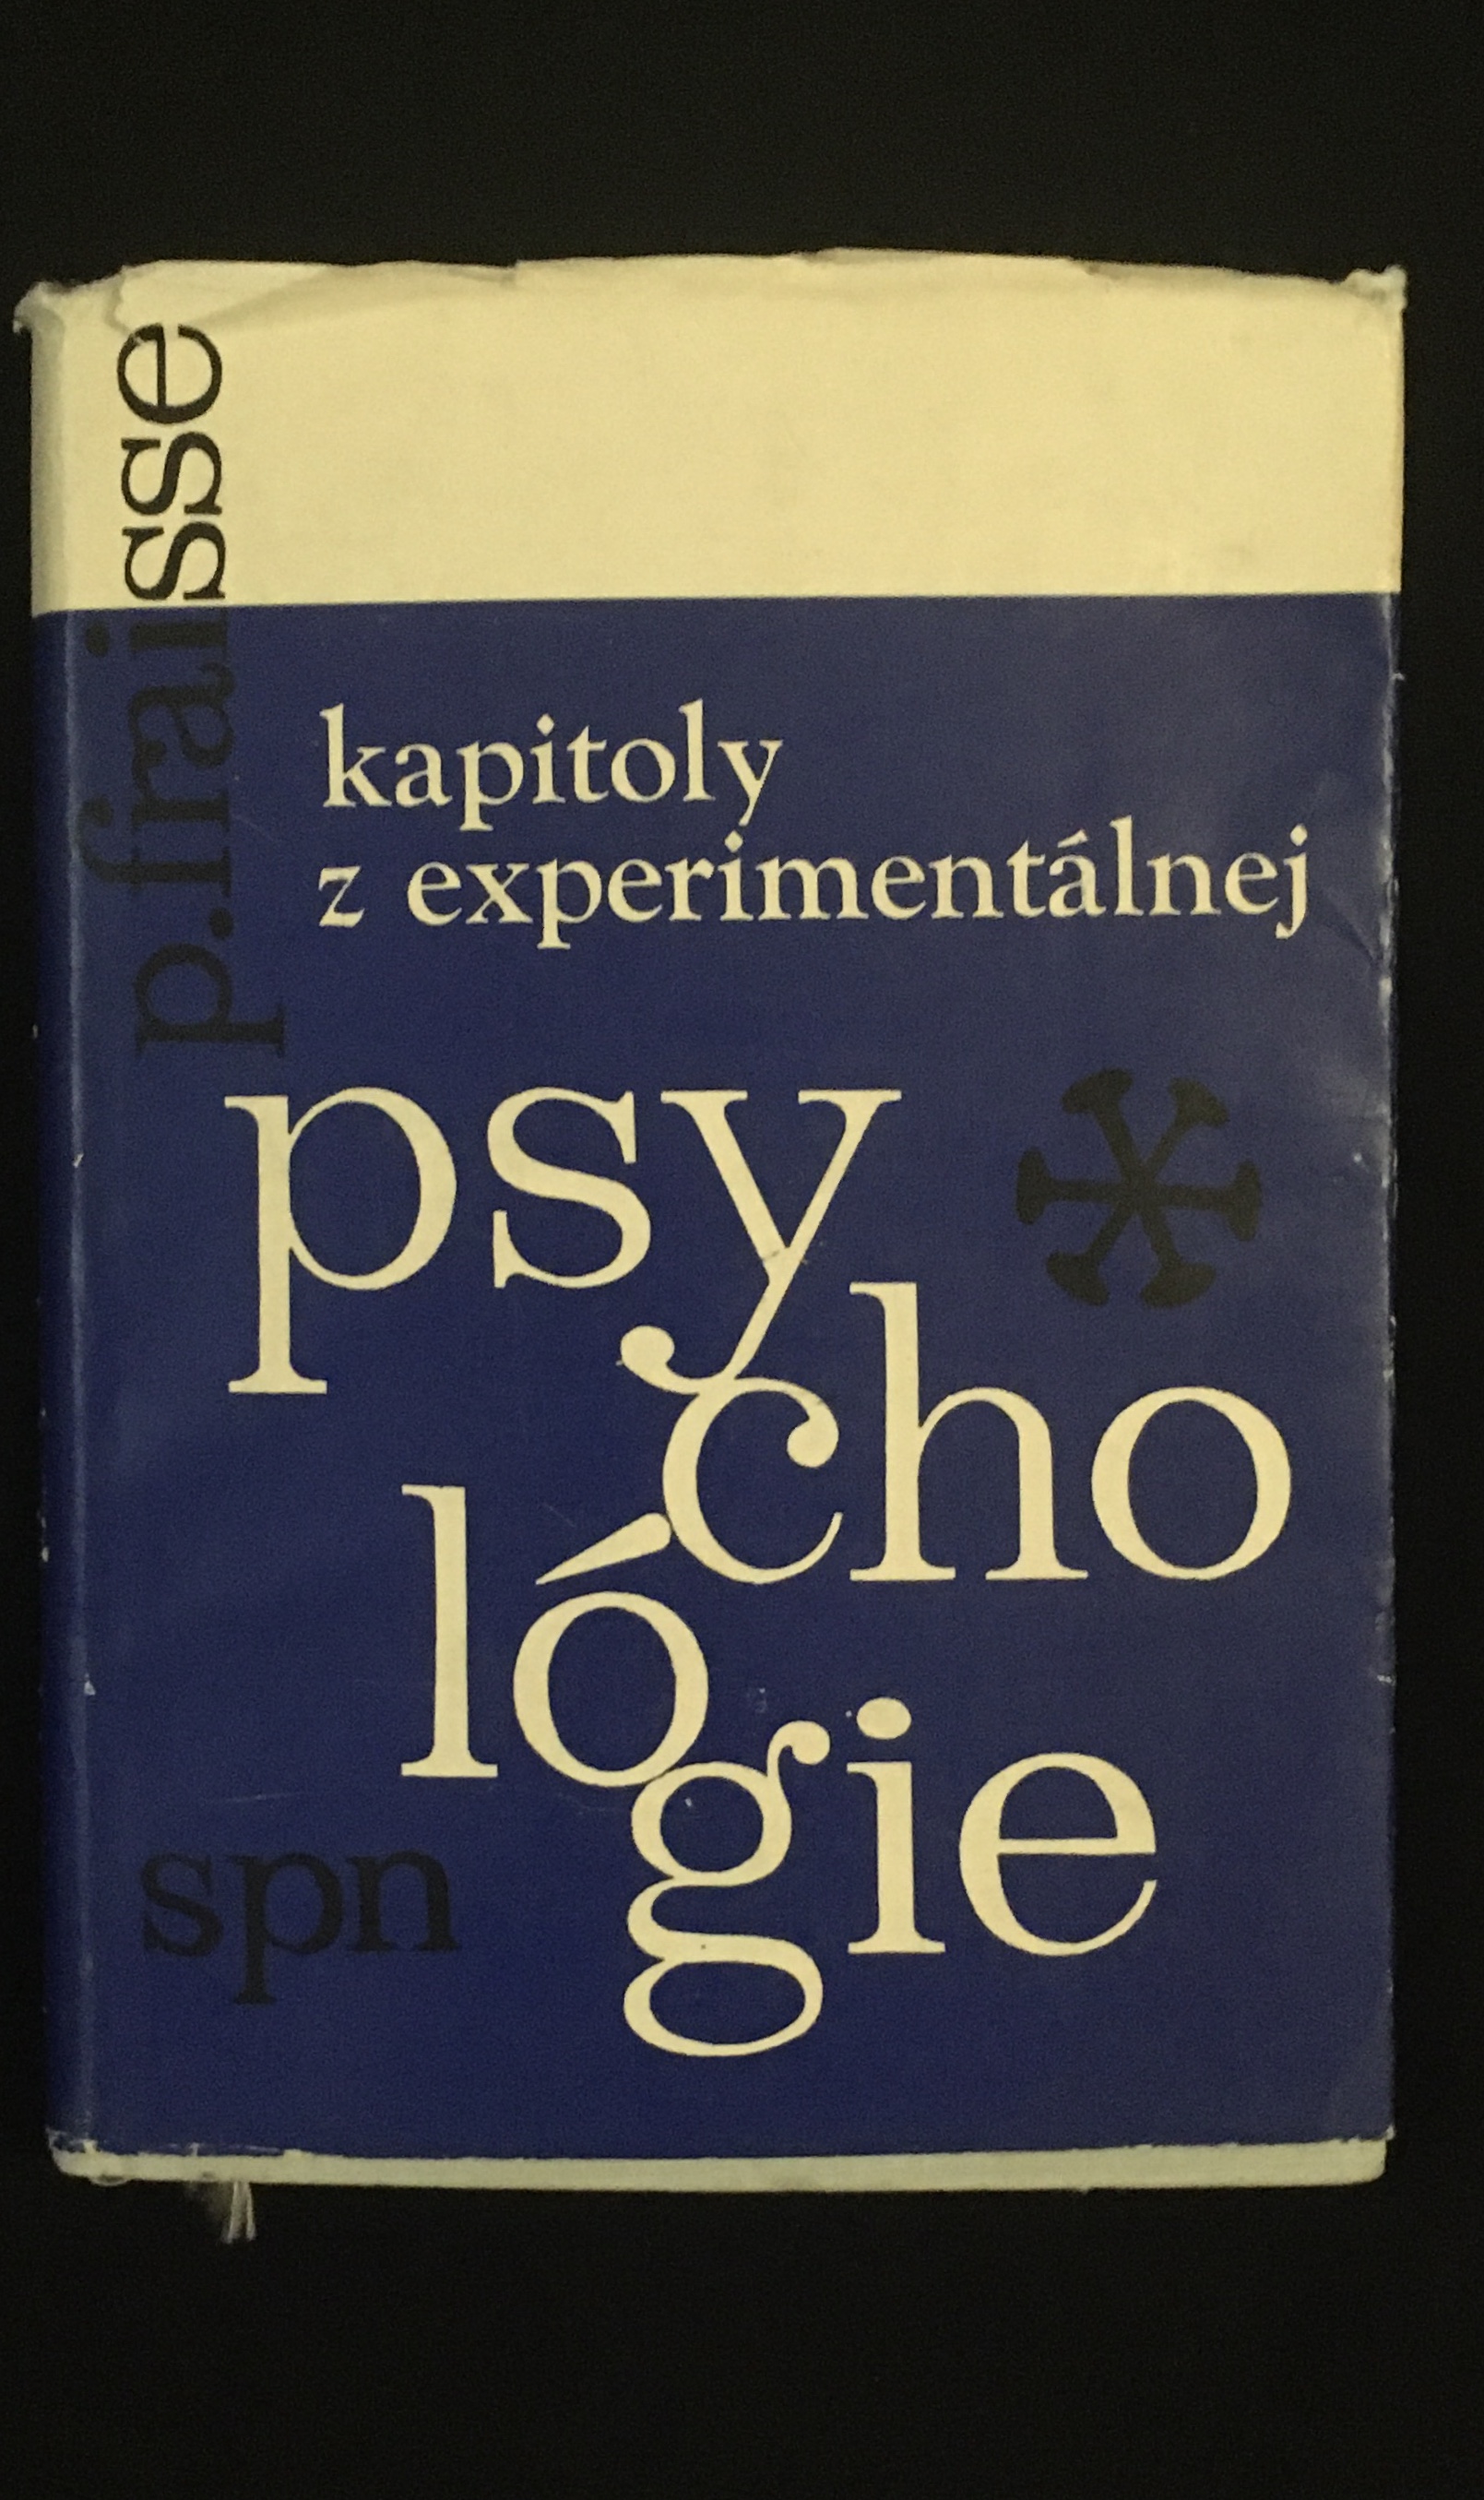 p.fraisse
kapitoly
z experimentálnej
psy
cho
ló
gie
spn